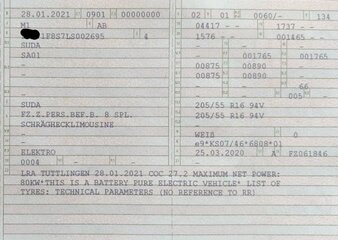 28.01.2021 0901 00000000 02 01 0060/- 134
M1 AB 04417 -- 1737 --
1FBS7LS002695 4 1576 -- 001465 --
SUDA - -
SA01 - 001765 001765
- 00875 00890 -
- 00875 00890 -
- - - 66
- - - 005
SUDA 205/55 R16 94V
FZ.Z.PERS.BEF.B. 8 SPL. 205/55 R16 94V
SCHRÄGHECKLIMOUSINE -
- WEIß 0
- e9*KS07/46*6808*01
ELEKTRO 25.03.2020 A FZ061846
0004 - - -
LRA TUTTLINGEN 28.01.2021 COC 27.2 MAXIMUM NET POWER:
80KW*THIS IS A BATTERY PURE ELECTRIC VEHICLE* LIST OF
TYRES: TECHNICAL PARAMETERS (NO REFERENCE TO RR)